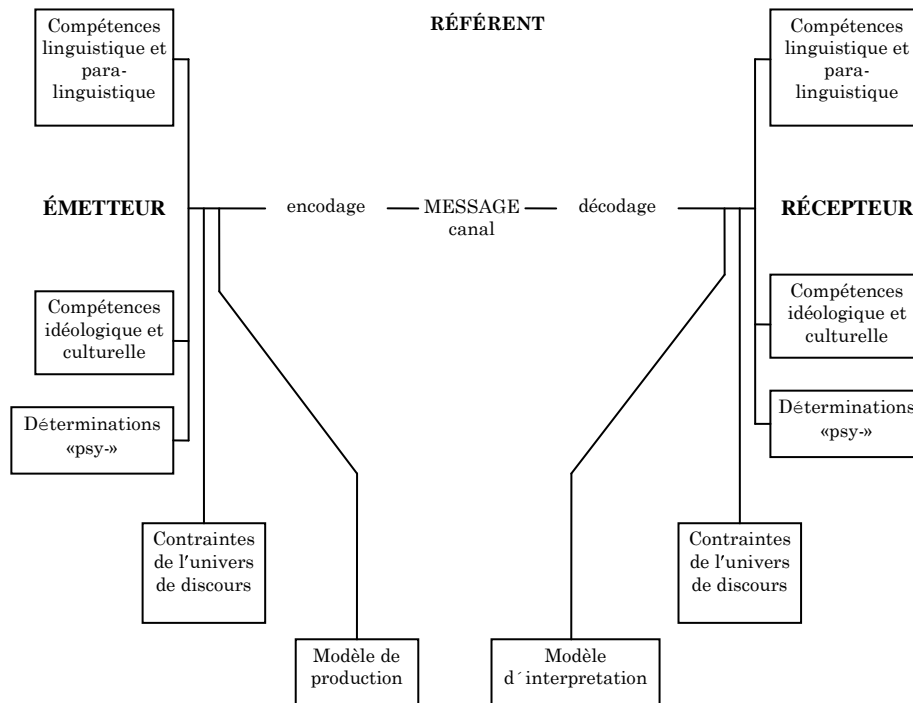 Compétences
linguistique et
para-
linguistique
RÉFÉRENT
Compétences
linguistique et
para-
linguistique
ÉMETTEUR
encodage
MESSAGE
canal
décodage
RÉCEPTEUR
Compétences
idéologique et
culturelle
Compétences
idéologique et
culturelle
Déterminations
«psy-»
Déterminations
«psy-»
Contraintes
de l'univers
de discours
Contraintes
de l'univers
de discours
Modèle de
production
Modèle
d´interpretation